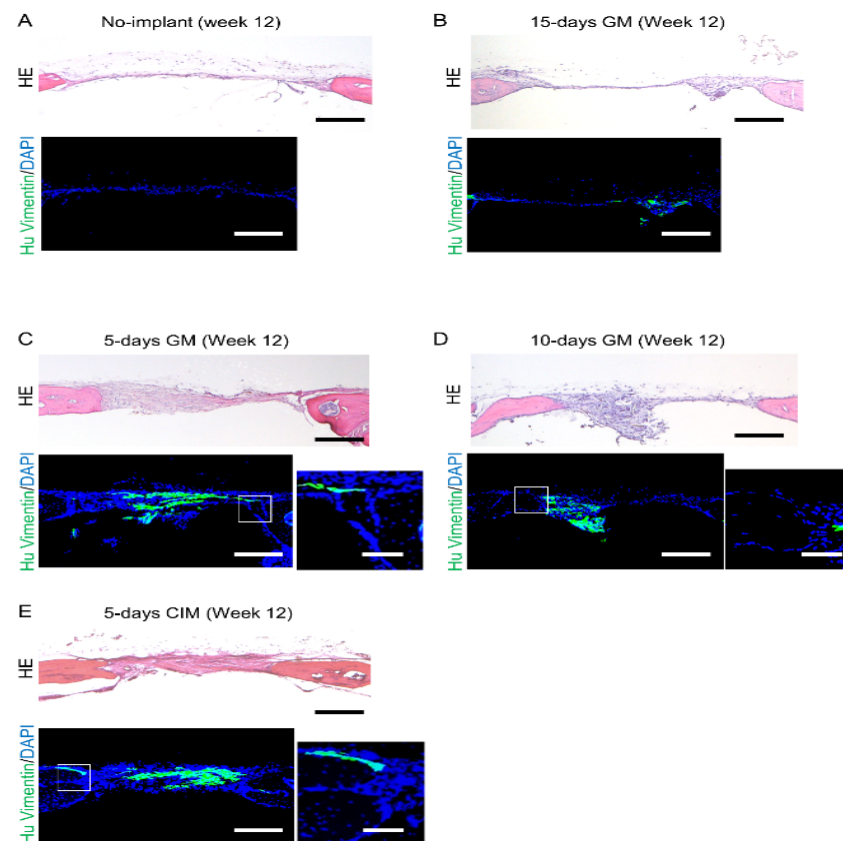 A
No-implant (week 12)
HE
Hu Vimentin/DAPI
B
15-days GM (Week 12)
HE
Hu Vimentin/DAPI
C
5-days GM (Week 12)
HE
Hu Vimentin/DAPI
D
10-days GM (Week 12)
HE
Hu Vimentin/DAPI
E
5-days CIM (Week 12)
HE
Hu Vimentin/DAPI